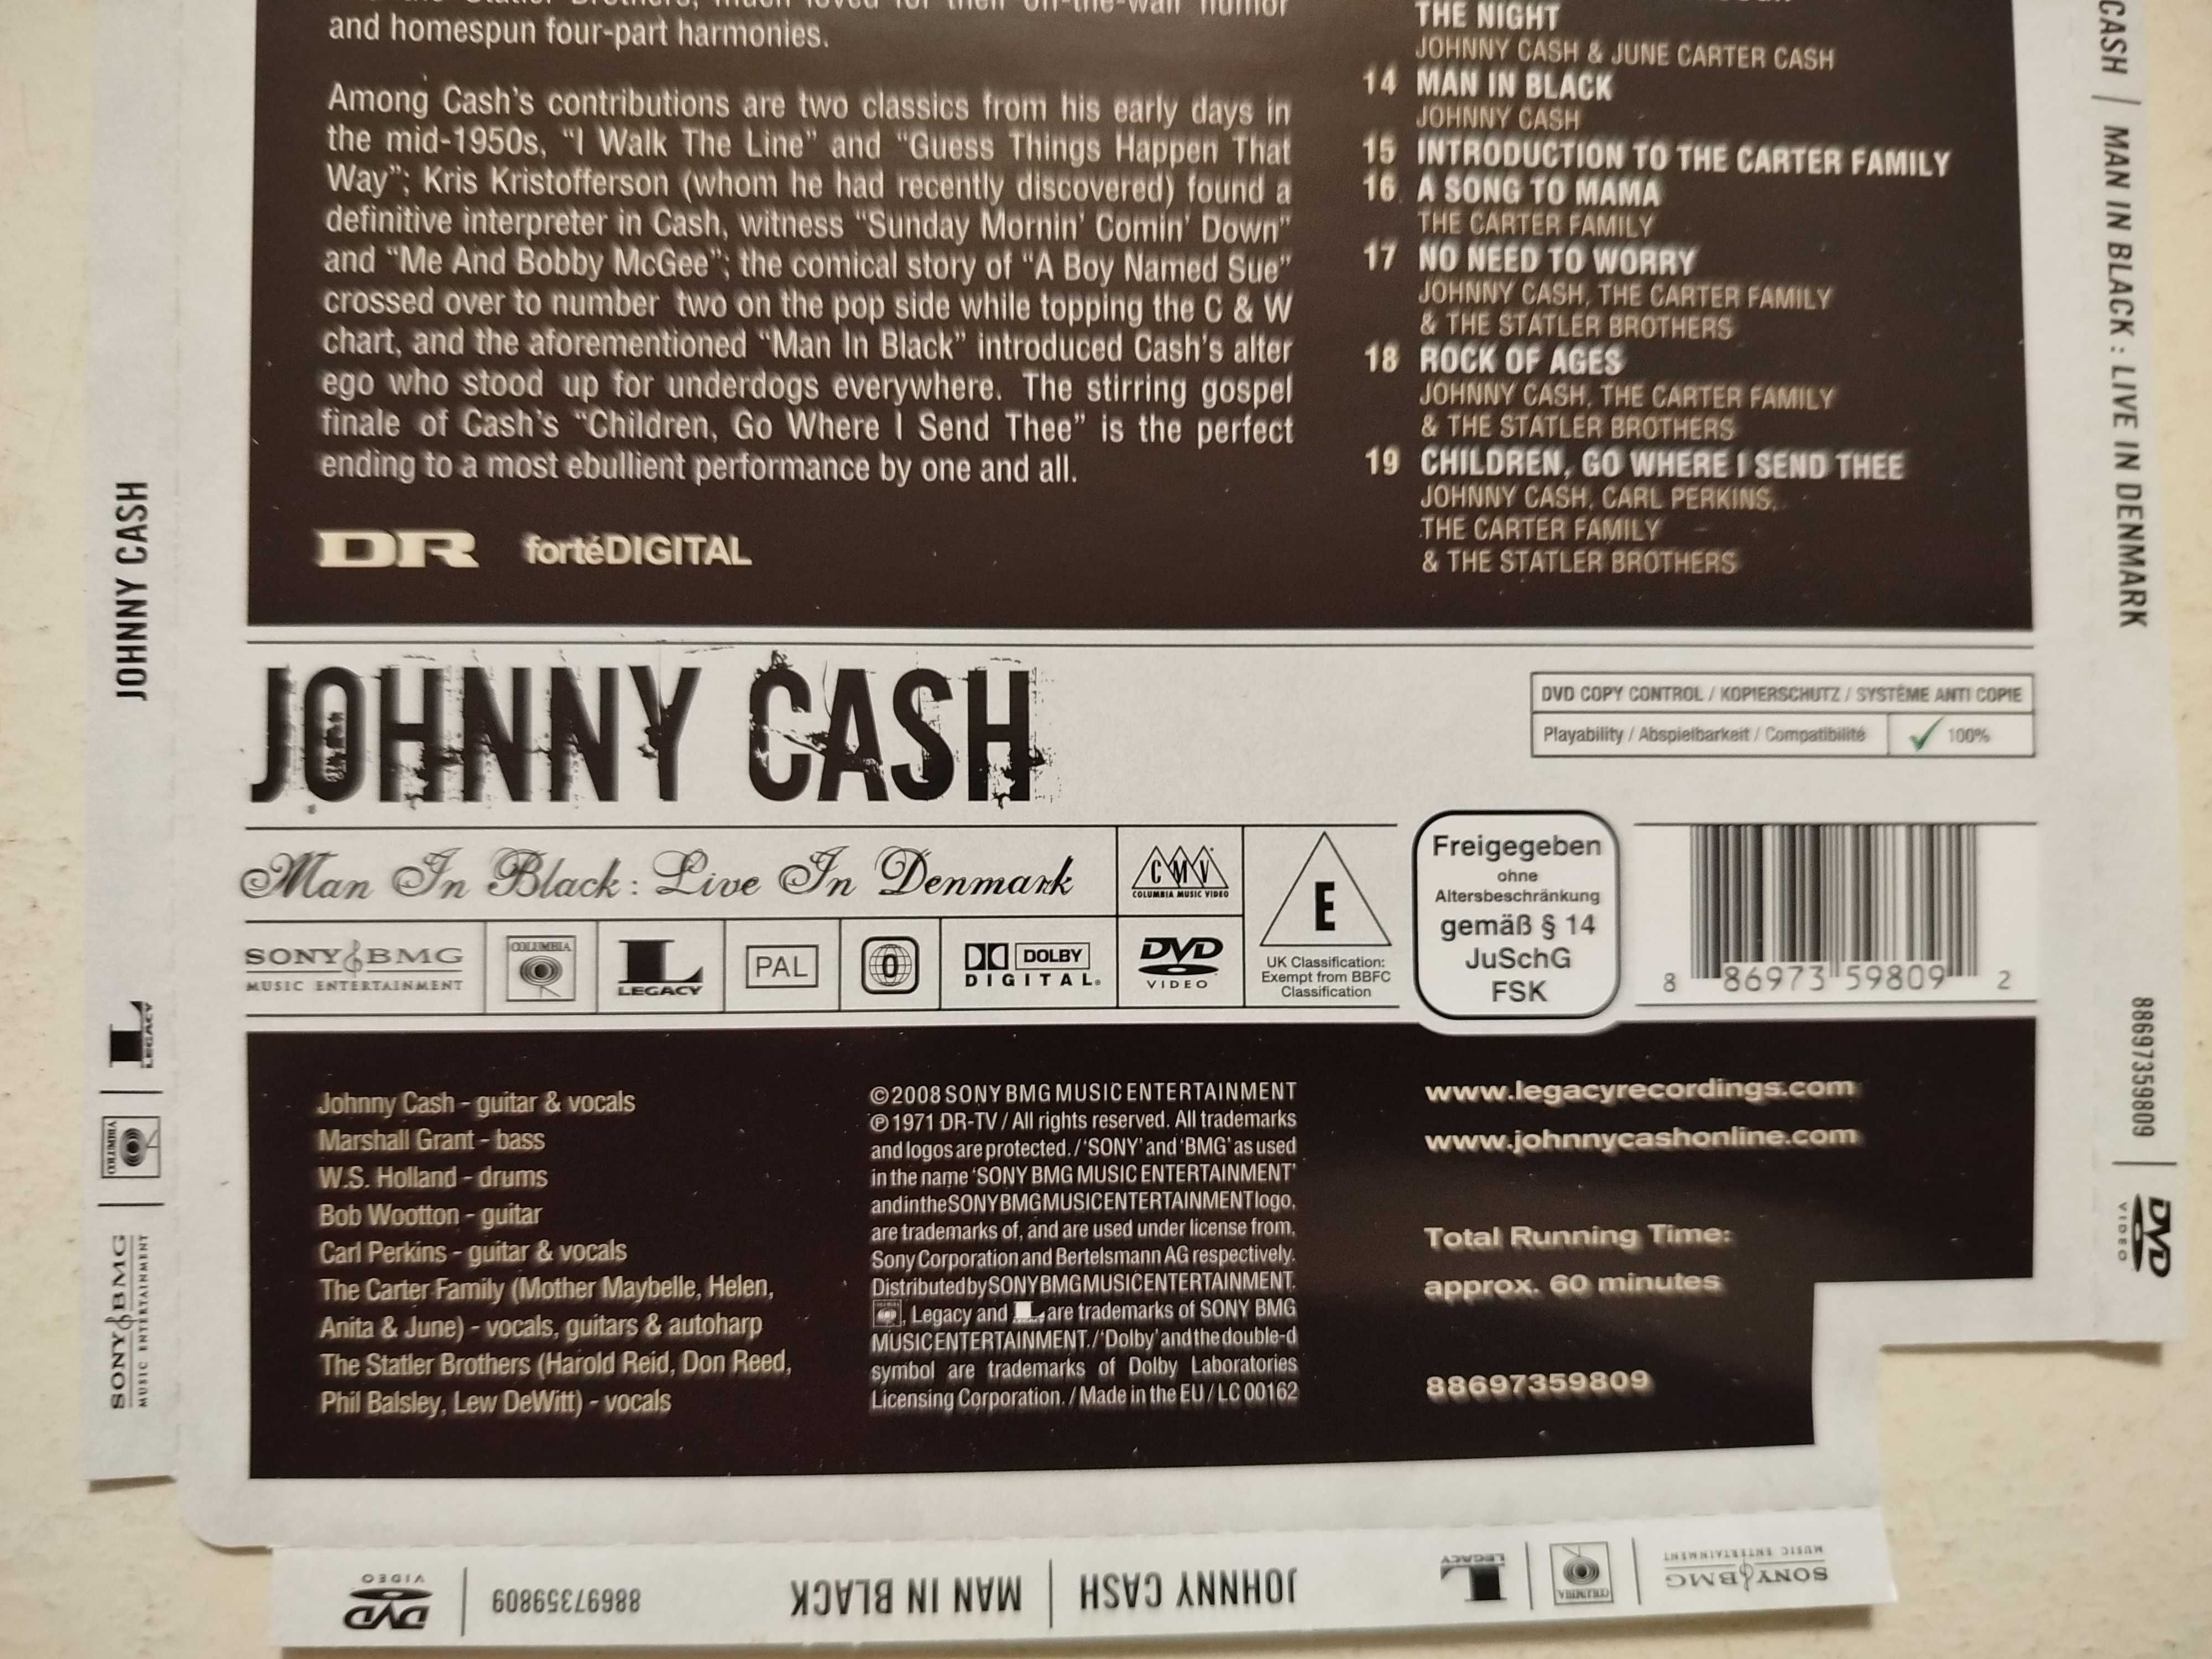 the Statler Brothers, much loved for their off-the-wall humor
and homespun four-part harmonies.
Among Cash's contributions are two classics from his early days in
the mid-1950s, “I Walk The Line” and “Guess Things Happen That
Way”; Kris Kristofferson (whom he had recently discovered) found a
definitive interpreter in Cash, witness “Sunday Mornin' Comin' Down”
and “Me And Bobby McGee”; the comical story of “A Boy Named Sue”
crossed over to number two on the pop side while topping the C & W
chart, and the aforementioned “Man In Black” introduced Cash's alter
ego who stood up for underdogs everywhere. The stirring gospel
finale of Cash's “Children, Go Where I Send Thee” is the perfect
ending to a most ebullient performance by one and all.
DR fortéDIGITAL
THE NIGHT
JOHNNY CASH & JUNE CARTER CASH
14 MAN IN BLACK
JOHNNY CASH
15 INTRODUCTION TO THE CARTER FAMILY
16 A SONG TO MAMA
THE CARTER FAMILY
17 NO NEED TO WORRY
JOHNNY CASH, THE CARTER FAMILY
& THE STATLER BROTHERS
18 ROCK OF AGES
JOHNNY CASH, THE CARTER FAMILY
& THE STATLER BROTHERS
19 CHILDREN, GO WHERE I SEND THEE
JOHNNY CASH, CARL PERKINS,
THE CARTER FAMILY
& THE STATLER BROTHERS
JOHNNY CASH
DVD COPY CONTROL / KOPIERSCHUTZ / SYSTÈME ANTI COPIE
Playability / Abspielbarkeit / Compatibilité ✓ 100%
Man In Black : Live In Denmark
CMV
COLUMBIA MUSIC VIDEO
SONY BMG
MUSIC ENTERTAINMENT
COLUMBIA
L
LEGACY
PAL
0
DOLBY
DIGITAL
DVD
VIDEO
E
UK Classification:
Exempt from BBFC
Classification
Freigegeben
ohne
Altersbeschränkung
gemäß § 14
JuSchG
FSK
8 86973 59809 2
Johnny Cash - guitar & vocals
Marshall Grant - bass
W.S. Holland - drums
Bob Wootton - guitar
Carl Perkins - guitar & vocals
The Carter Family (Mother Maybelle, Helen,
Anita & June) - vocals, guitars & autoharp
The Statler Brothers (Harold Reid, Don Reed,
Phil Balsley, Lew DeWitt) - vocals
©2008 SONY BMG MUSIC ENTERTAINMENT
℗ 1971 DR-TV / All rights reserved. All trademarks
and logos are protected. / ‘SONY’ and ‘BMG’ as used
in the name ‘SONY BMG MUSIC ENTERTAINMENT’
and in the SONY BMG MUSIC ENTERTAINMENT logo,
are trademarks of, and are used under license from,
Sony Corporation and Bertelsmann AG respectively.
Distributed by SONY BMG MUSIC ENTERTAINMENT.
, Legacy and L LEGACY are trademarks of SONY BMG
MUSIC ENTERTAINMENT. / ‘Dolby’ and the double-d
symbol are trademarks of Dolby Laboratories
Licensing Corporation. / Made in the EU / LC 00162
www.legacyrecordings.com
www.johnnycashonline.com
Total Running Time:
approx. 60 minutes
88697359809
JOHNNY CASH
L
LEGACY
COLUMBIA
SONY BMG
MUSIC ENTERTAINMENT
CASH | MAN IN BLACK : LIVE IN DENMARK
88697359809
DVD
VIDEO
SONY BMG
MUSIC ENTERTAINMENT
COLUMBIA
L
LEGACY
JOHNNY CASH | MAN IN BLACK
88697359809
DVD
VIDEO